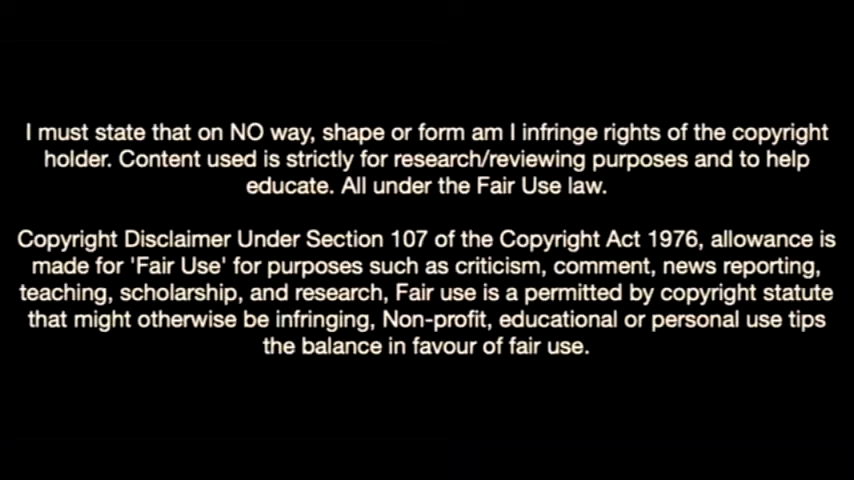 I must state that on NO way, shape or form am I infringe rights of the copyright
holder. Content used is strictly for research/reviewing purposes and to help
educate. All under the Fair Use law.
Copyright Disclaimer Under Section 107 of the Copyright Act 1976, allowance is
made for 'Fair Use' for purposes such as criticism, comment, news reporting,
teaching, scholarship, and research, Fair use is a permitted by copyright statute
that might otherwise be infringing, Non-profit, educational or personal use tips
the balance in favour of fair use.